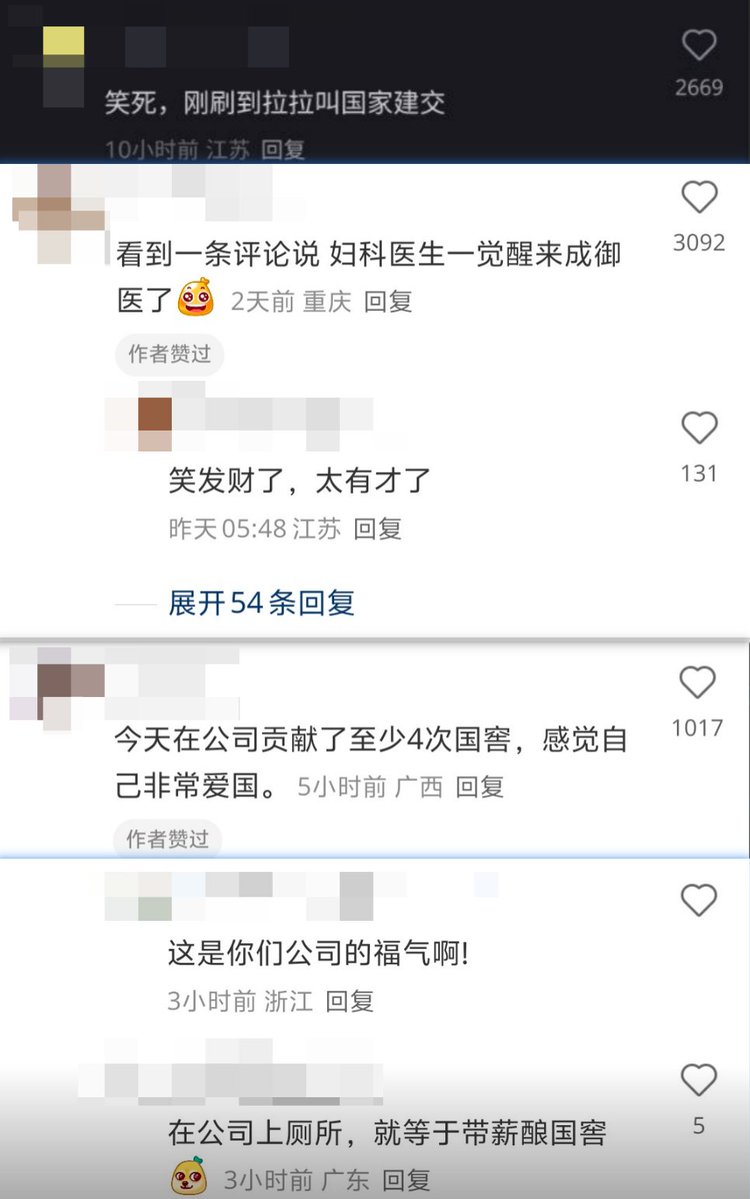 笑死，刚刷到拉拉叫国家建交
2669
10小时前 江苏 回复
3092
看到一条评论说 妇科医生一觉醒来成御
医了 2天前 重庆 回复
作者赞过
笑发财了，太有才了
131
昨天05:48 江苏 回复
展开54条回复
1017
今天在公司贡献了至少4次国窖，感觉自
己非常爱国。 5小时前 广西 回复
作者赞过
这是你们公司的福气啊!
3小时前 浙江 回复
在公司上厕所，就等于带薪酿国窖
5
3小时前 广东 回复